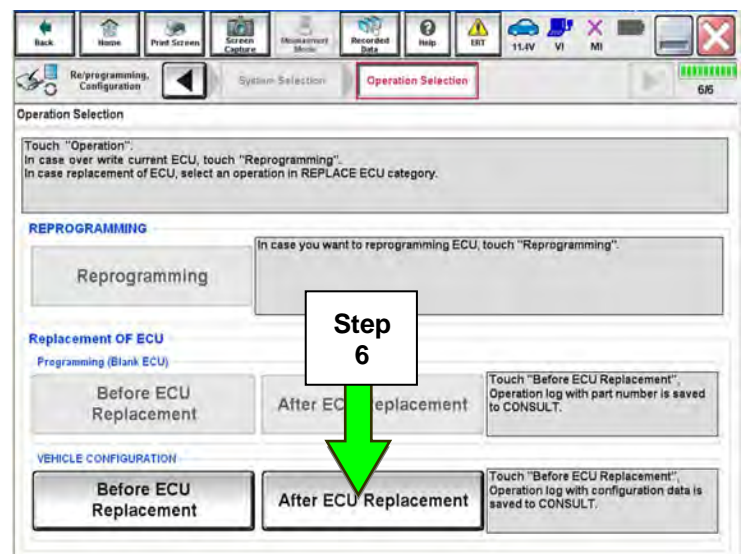 Back
Home
Print Screen
Screen Capture
Measurement Mode
Recorded Data
Help
ERT
11.4V
VI
MI
Re/programming, Configuration
System Selection
Operation Selection
6/6
Operation Selection
Touch "Operation".
In case over write current ECU, touch "Reprogramming".
In case replacement of ECU, select an operation in REPLACE ECU category.
REPROGRAMMING
Reprogramming
In case you want to reprogramming ECU, touch "Reprogramming".
Step
6
Replacement OF ECU
Programming (Blank ECU)
Before ECU
Replacement
After EC eplacement
Touch "Before ECU Replacement",
Operation log with part number is saved
to CONSULT.
VEHICLE CONFIGURATION
Before ECU
Replacement
After ECU Replacement
Touch "Before ECU Replacement",
Operation log with configuration data is
saved to CONSULT.